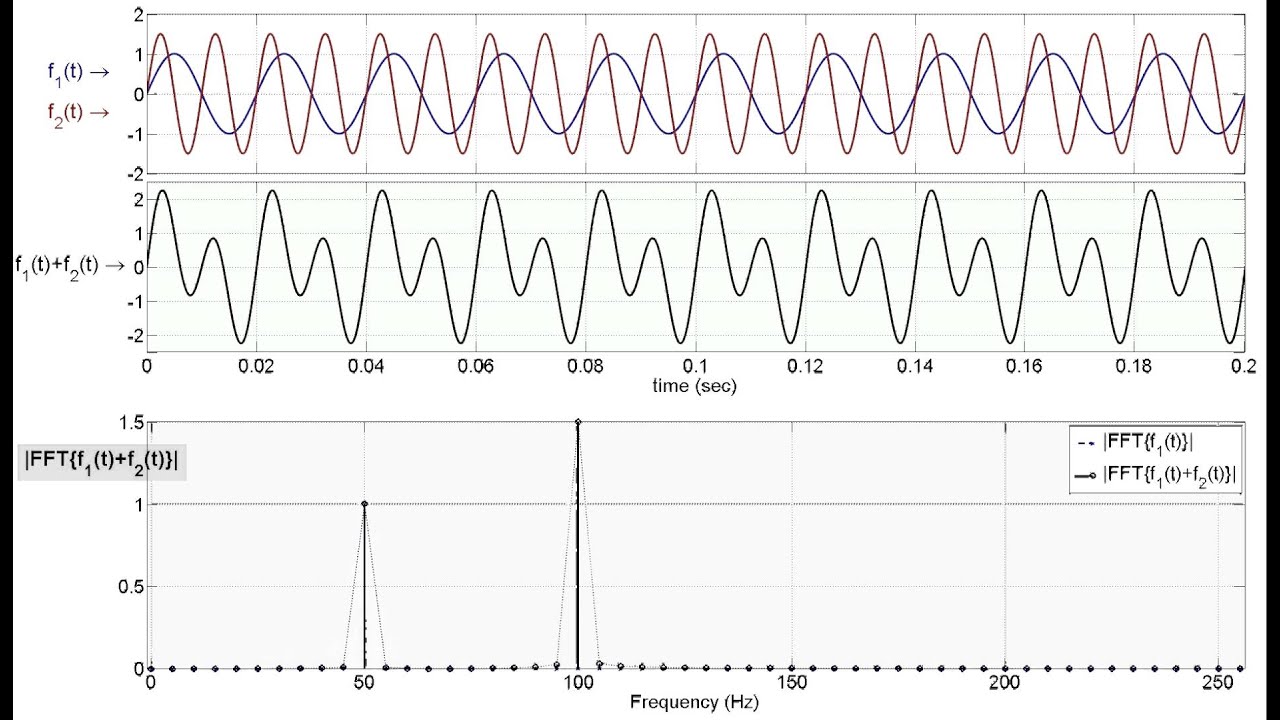 2
1
0
-1
-2
f1(t) →
f2(t) →
2
1
0
-1
-2
f1(t)+f2(t) →
0 0.02 0.04 0.06 0.08 0.1 0.12 0.14 0.16 0.18 0.2
time (sec)
1.5
1
0.5
0
|FFT{f1(t)+f2(t)}|
|FFT{f1(t)}|
|FFT{f1(t)+f2(t)}|
0 50 100 150 200 250
Frequency (Hz)